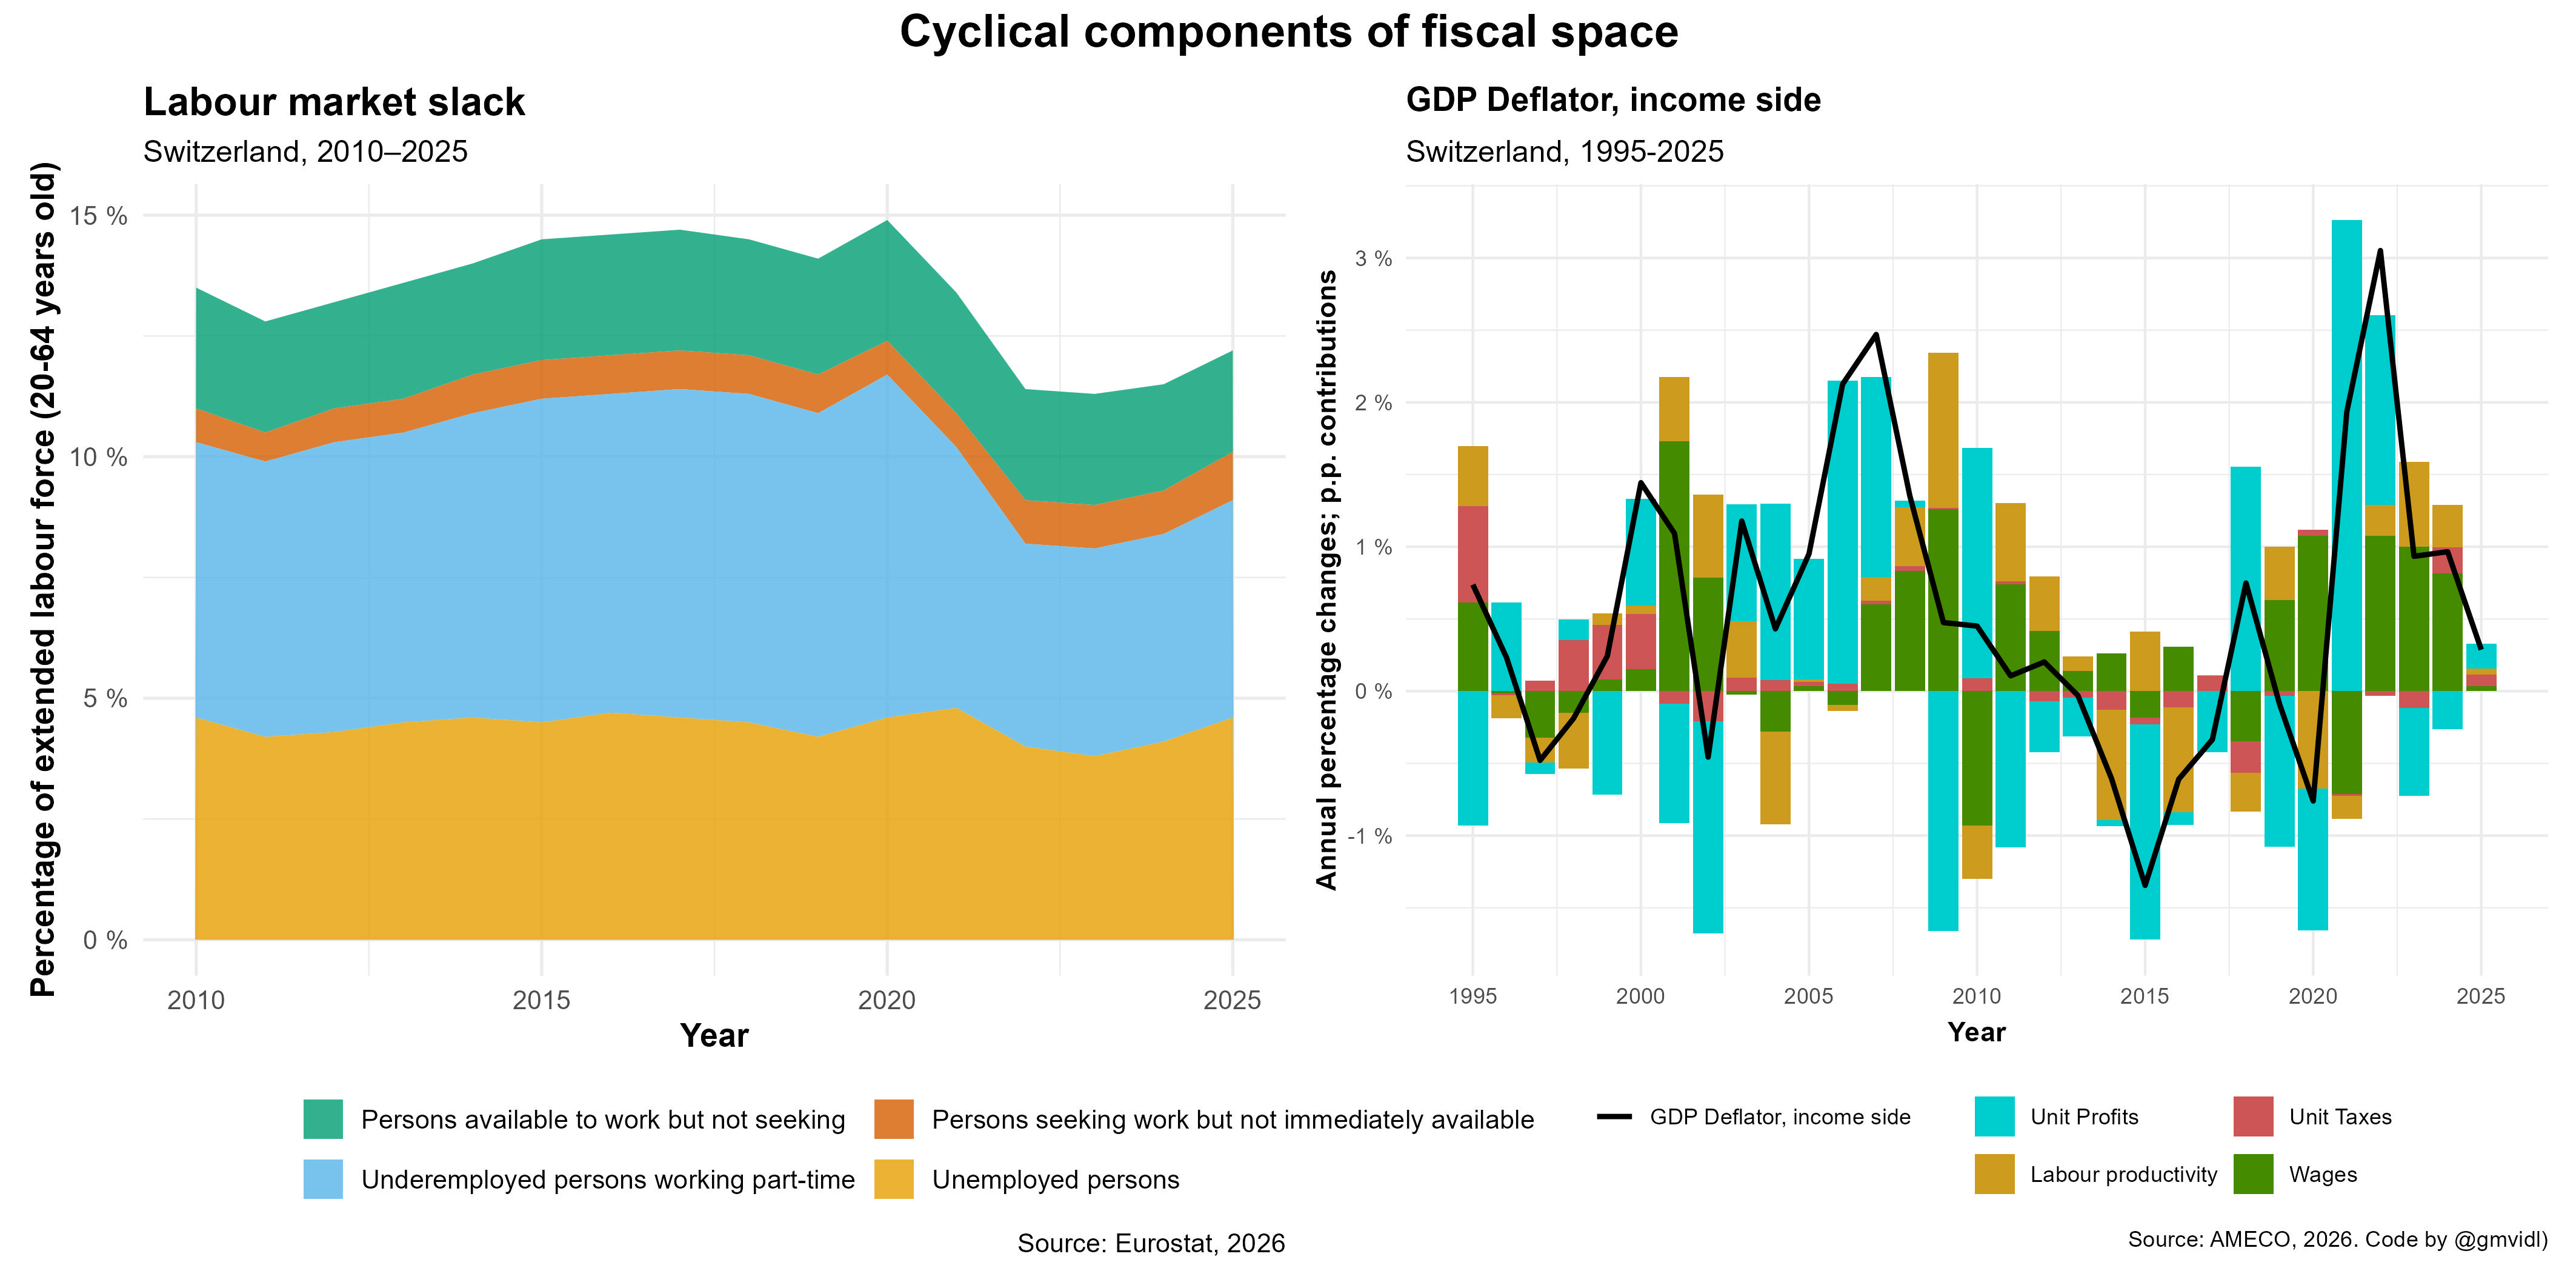 Cyclical components of fiscal space
Labour market slack
Switzerland, 2010–2025
Percentage of extended labour force (20-64 years old)
15 %
10 %
5 %
0 %
2010
2015
2020
2025
Year
Persons available to work but not seeking
Persons seeking work but not immediately available
Underemployed persons working part-time
Unemployed persons
Source: Eurostat, 2026
GDP Deflator, income side
Switzerland, 1995-2025
Annual percentage changes; p.p. contributions
3 %
2 %
1 %
0 %
-1 %
1995
2000
2005
2010
2015
2020
2025
Year
GDP Deflator, income side
Unit Profits
Unit Taxes
Labour productivity
Wages
Source: AMECO, 2026. Code by @gmvidl)